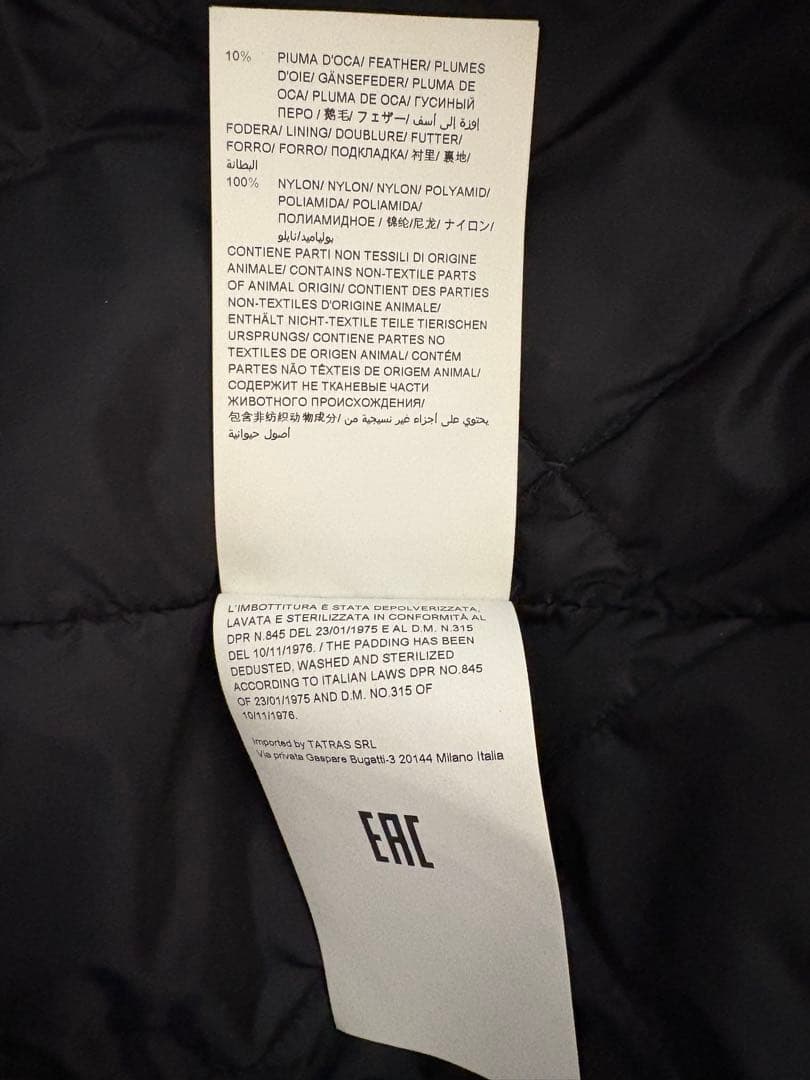 10% PIUMA D'OCA/ FEATHER/ PLUMES
D'OIE/ GÄNSEFEDER/ PLUMA DE
OCA/ PLUMA DE OCA/ ГУСИНЫЙ
ПЕРО / 鹅毛/ フェザー/ إوزة إلى أسف
FODERA/ LINING/ DOUBLURE/ FUTTER/
FORRO/ FORRO/ ПОДКЛАДКА/ 衬里/ 裏地/
البطانة
100% NYLON/ NYLON/ NYLON/ POLYAMID/
POLIAMIDA/ POLIAMIDA/
ПОЛИАМИДНОЕ / 锦纶/尼龙/ ナイロン/
بولياميد/نايلو
CONTIENE PARTI NON TESSILI DI ORIGINE
ANIMALE/ CONTAINS NON-TEXTILE PARTS
OF ANIMAL ORIGIN/ CONTIENT DES PARTIES
NON-TEXTILES D'ORIGINE ANIMALE/
ENTHÄLT NICHT-TEXTILE TEILE TIERISCHEN
URSPRUNGS/ CONTIENE PARTES NO
TEXTILES DE ORIGEN ANIMAL/ CONTÉM
PARTES NÃO TÊXTEIS DE ORIGEM ANIMAL/
СОДЕРЖИТ НЕ ТКАНЕВЫЕ ЧАСТИ
ЖИВОТНОГО ПРОИСХОЖДЕНИЯ/
包含非纺织动物成分/ يحتوي على أجزاء غير نسيجية من
أصول حيوانية
L'IMBOTTITURA È STATA DEPOLVERIZZATA,
LAVATA E STERILIZZATA IN CONFORMITÀ AL
DPR N.845 DEL 23/01/1975 E AL D.M. N.315
DEL 10/11/1976. / THE PADDING HAS BEEN
DEDUSTED, WASHED AND STERILIZED
ACCORDING TO ITALIAN LAWS DPR NO.845
OF 23/01/1975 AND D.M. NO.315 OF
10/11/1976.
Imported by TATRAS SRL
Via privata Gaspare Bugatti-3 20144 Milano Italia
EAC